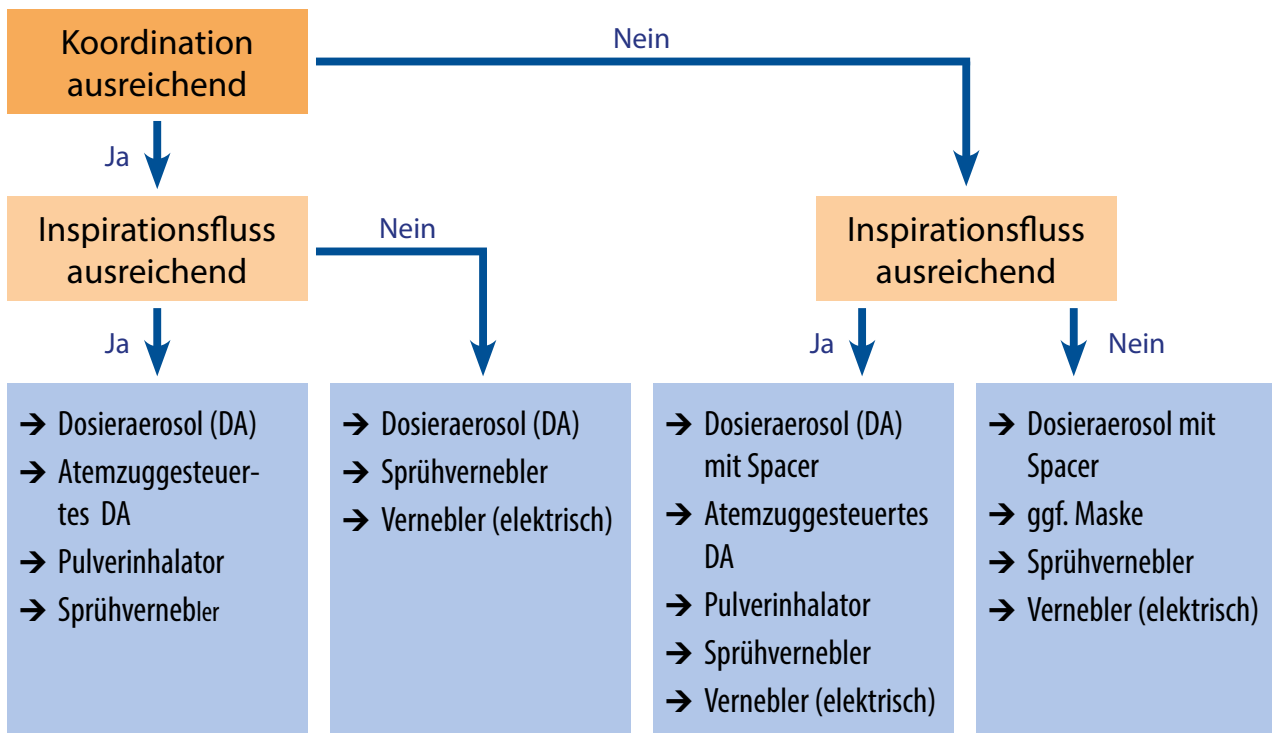 Koordination
ausreichend
Nein
Ja
Inspirationsfluss
ausreichend
Nein
Inspirationsfluss
ausreichend
Ja
Ja
Nein
➔ Dosieraerosol (DA)
➔ Atemzuggesteuer-
tes DA
➔ Pulverinhalator
➔ Sprühvernebler
➔ Dosieraerosol (DA)
➔ Sprühvernebler
➔ Vernebler (elektrisch)
➔ Dosieraerosol (DA)
mit Spacer
➔ Atemzuggesteuertes
DA
➔ Pulverinhalator
➔ Sprühvernebler
➔ Vernebler (elektrisch)
➔ Dosieraerosol mit
Spacer
➔ ggf. Maske
➔ Sprühvernebler
➔ Vernebler (elektrisch)